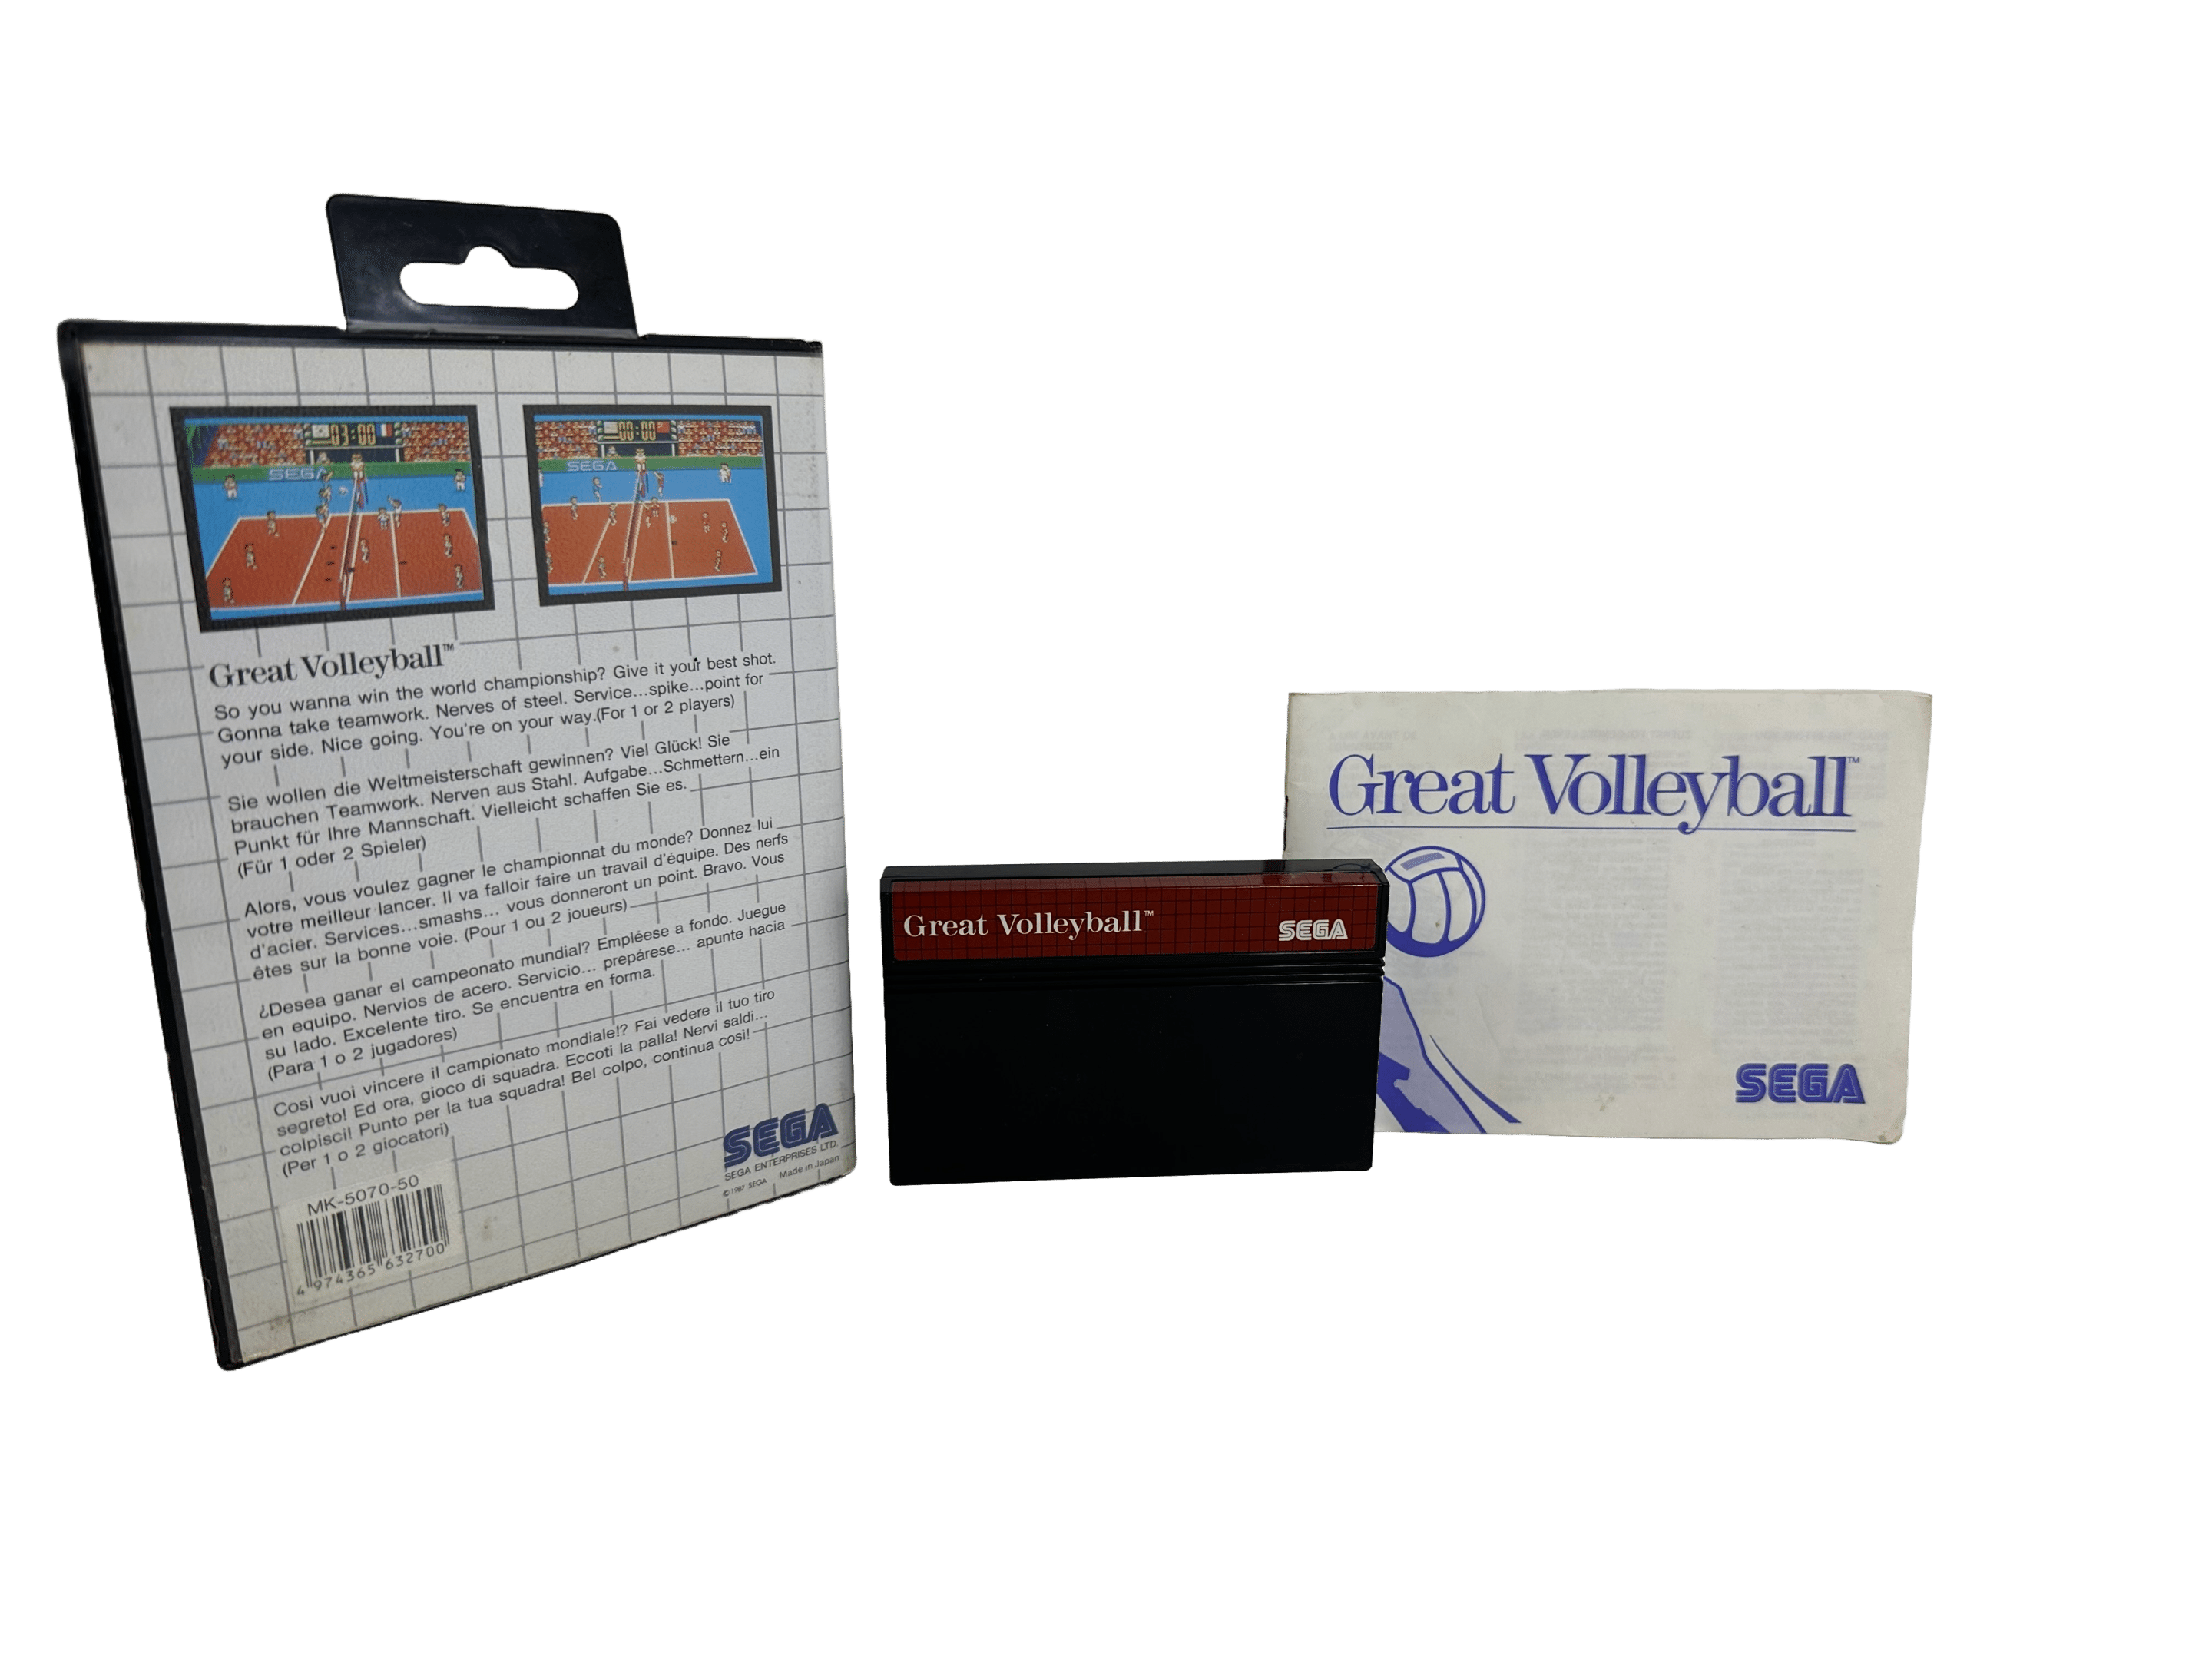 03:00
SEGA
00:00
SEGA
Great Volleyball™
So you wanna win the world championship? Give it your best shot.
Gonna take teamwork. Nerves of steel. Service...spike...point for
your side. Nice going. You're on your way.(For 1 or 2 players)
Sie wollen die Weltmeisterschaft gewinnen? Viel Glück! Sie
brauchen Teamwork. Nerven aus Stahl. Aufgabe...Schmettern...ein
Punkt für Ihre Mannschaft. Vielleicht schaffen Sie es.
(Für 1 oder 2 Spieler)
Alors, vous voulez gagner le championnat du monde? Donnez lui
votre meilleur lancer. Il va falloir faire un travail d'équipe. Des nerfs
d'acier. Services...smashs... vous donneront un point. Bravo. Vous
êtes sur la bonne voie. (Pour 1 ou 2 joueurs)
¿Desea ganar el campeonato mundial? Empléese a fondo. Juegue
en equipo. Nervios de acero. Servicio... prepárese... apunte hacia
su lado. Excelente tiro. Se encuentra en forma.
(Para 1 o 2 jugadores)
Cosi vuoi vincere il campionato mondiale!? Fai vedere il tuo tiro
segreto! Ed ora, gioco di squadra. Eccoti la palla! Nervi saldi...
colpisci! Punto per la tua squadra! Bel colpo, continua così!
(Per 1 o 2 giocatori)
SEGA
SEGA ENTERPRISES LTD.
© 1987 SEGA Made in Japan
MK-5070-50
4 974365 632700
Great Volleyball™
SEGA
Great Volleyball™
SEGA